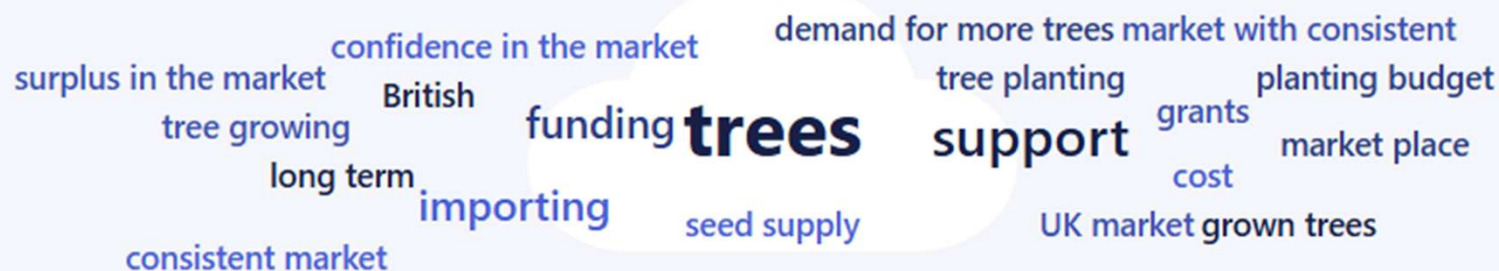 demand for more trees market with consistent
confidence in the market
surplus in the market
tree planting
planting budget
British
grants
funding
trees
support
tree growing
market place
long term
cost
importing
seed supply
UK market
grown trees
consistent market